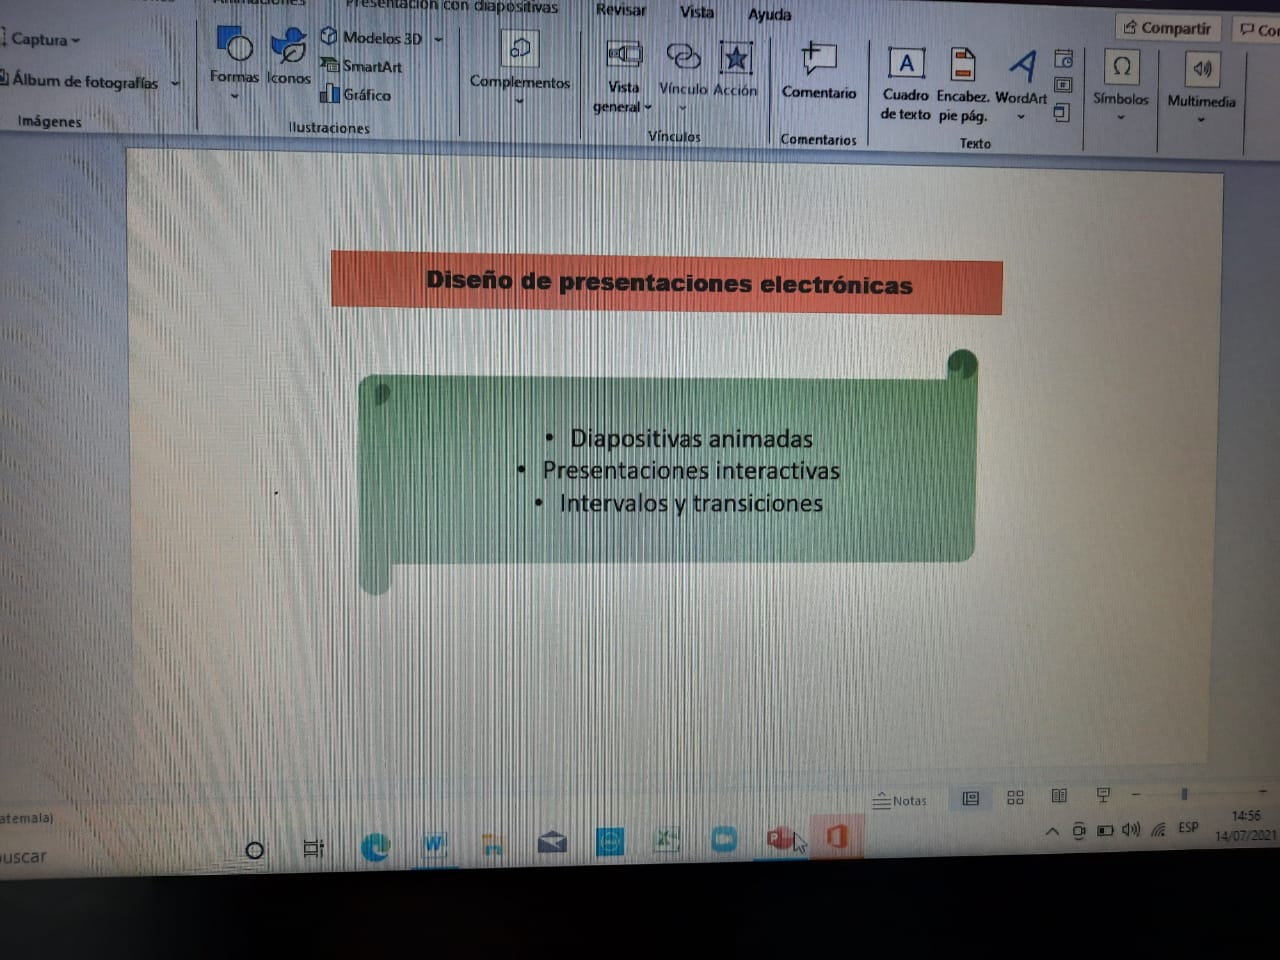 Presentación con diapositivas
Revisar
Vista
Ayuda
Compartir
Captura
Álbum de fotografías
Imágenes
Formas
Iconos
Modelos 3D
SmartArt
Gráfico
Ilustraciones
Complementos
Vista
general
Vínculo
Acción
Vínculos
Comentario
Comentarios
A
Cuadro
de texto
Encabez.
pie pág.
A
WordArt
Texto
Ω
Símbolos
Multimedia
Diseño de presentaciones electrónicas
• Diapositivas animadas
• Presentaciones interactivas
• Intervalos y transiciones
Notas
W
P
ESP
14:56
14/07/2021